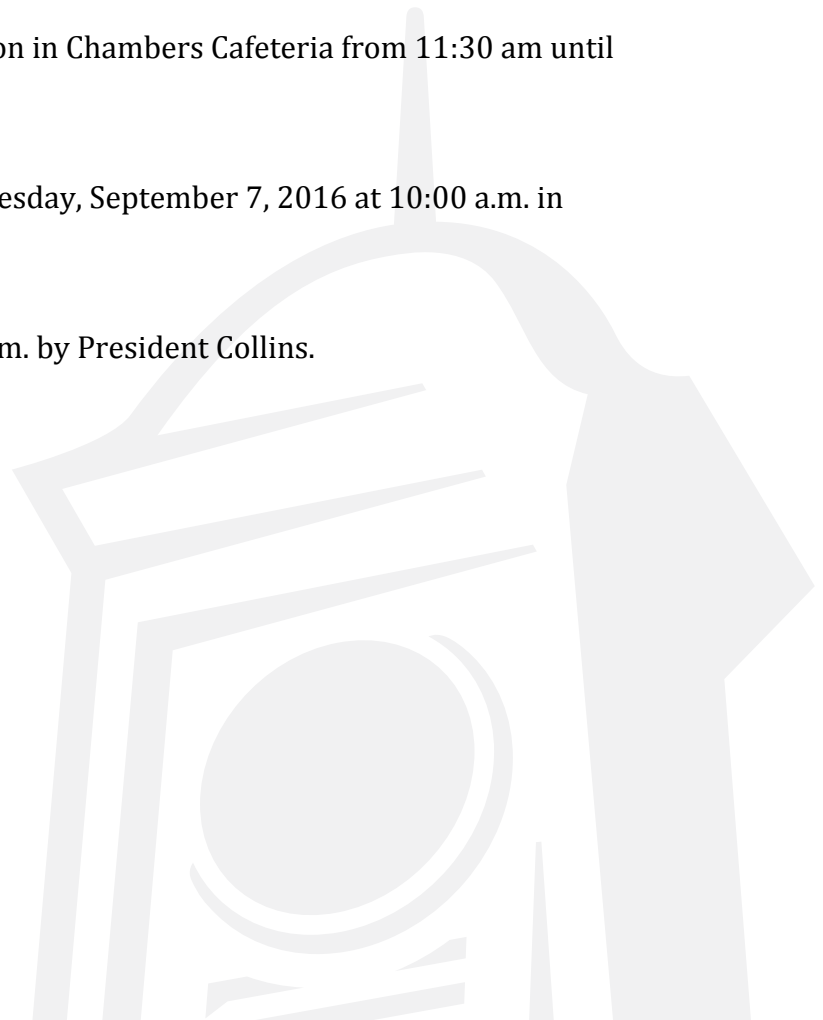 on in Chambers Cafeteria from 11:30 am until
esday, September 7, 2016 at 10:00 a.m. in
m. by President Collins.